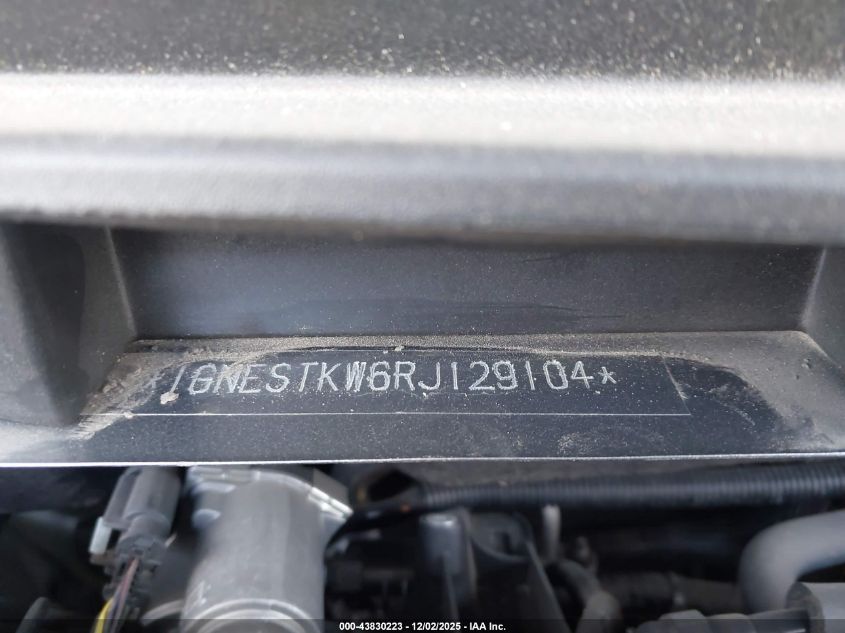 *1GNESTKW6RJ129104*
000-43830223 - 12/02/2025 - IAA Inc.